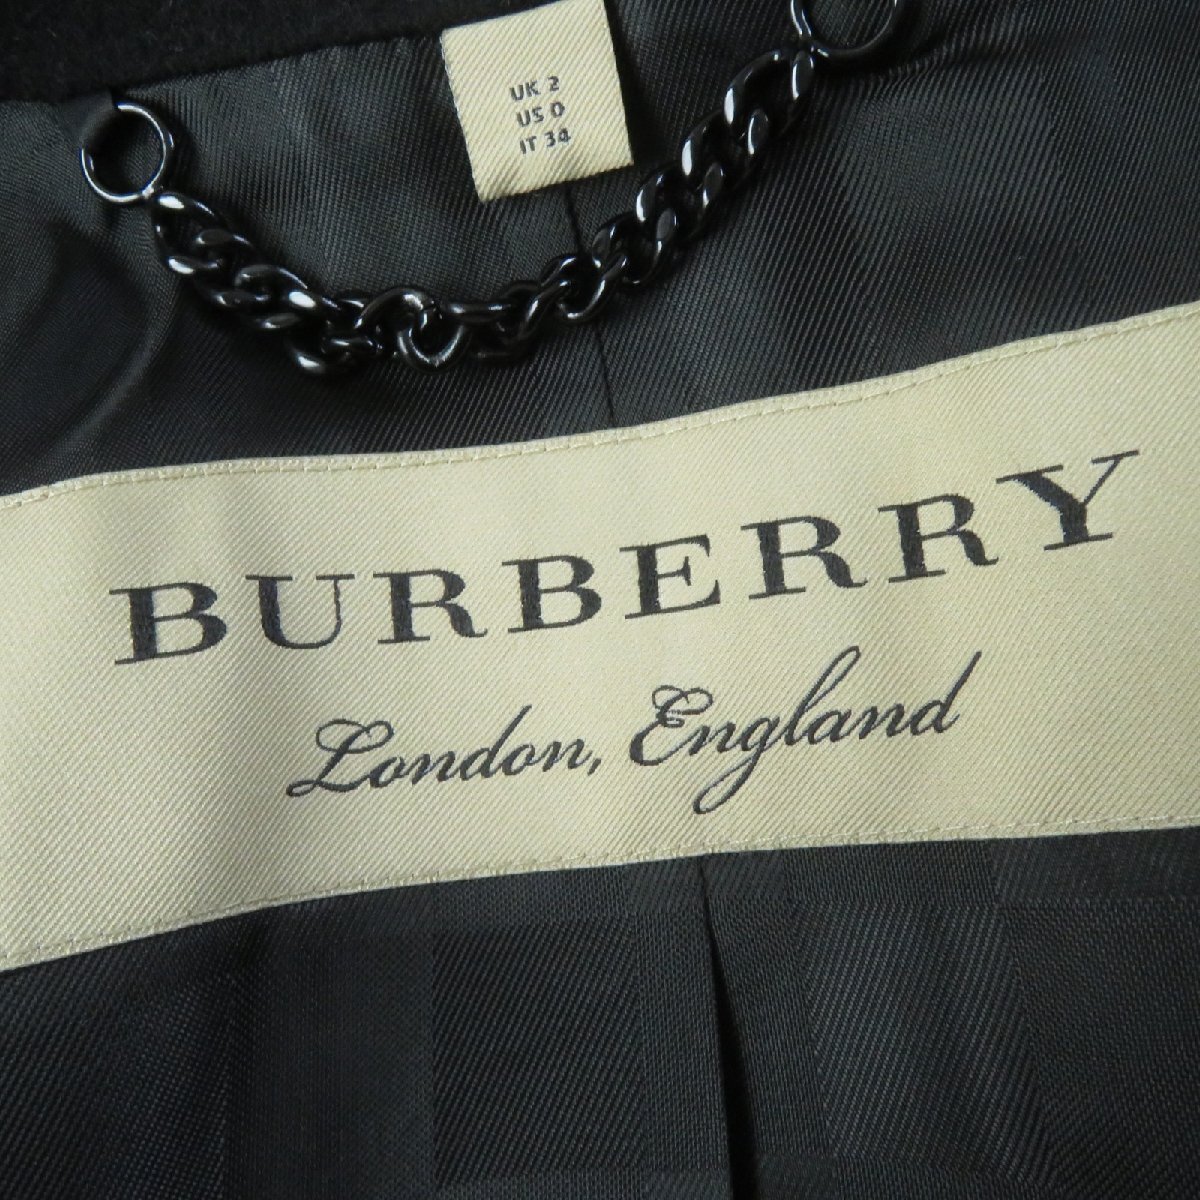 UK 2
US 0
IT 34
BURBERRY
London, England